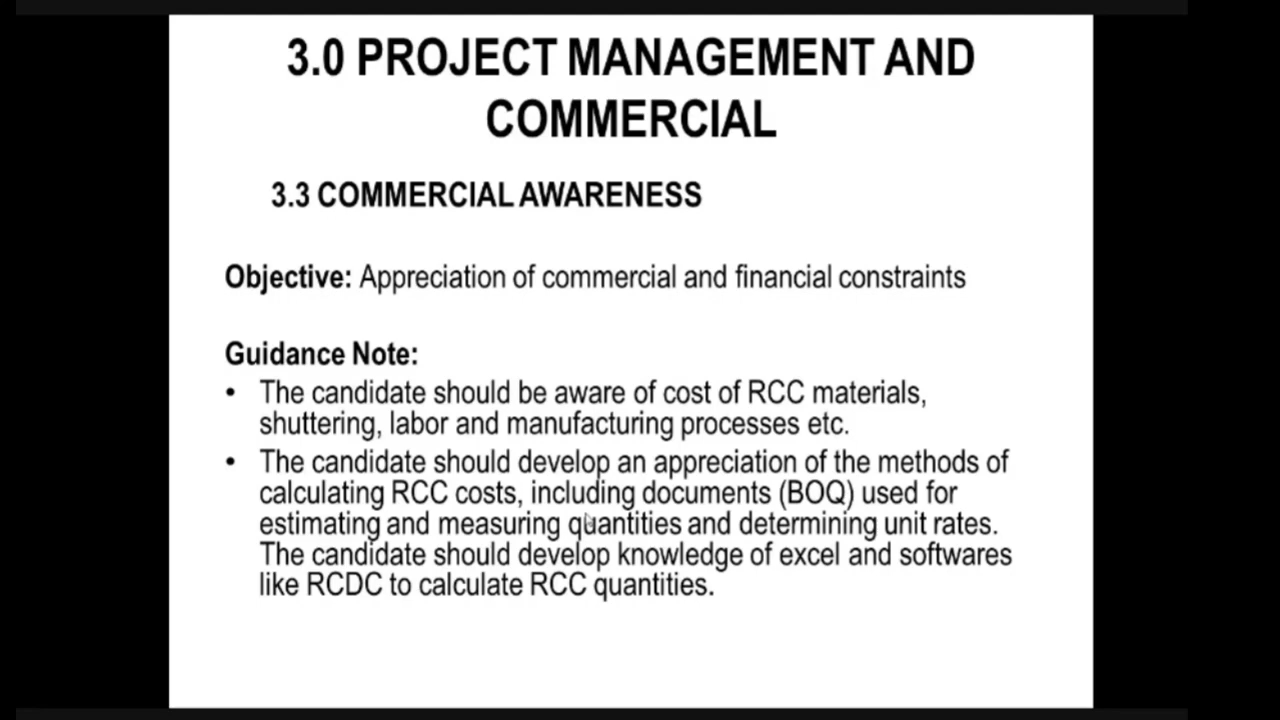 3.0 PROJECT MANAGEMENT AND
COMMERCIAL
3.3 COMMERCIAL AWARENESS
Objective: Appreciation of commercial and financial constraints
Guidance Note:
• The candidate should be aware of cost of RCC materials,
shuttering, labor and manufacturing processes etc.
• The candidate should develop an appreciation of the methods of
calculating RCC costs, including documents (BOQ) used for
estimating and measuring quantities and determining unit rates.
The candidate should develop knowledge of excel and softwares
like RCDC to calculate RCC quantities.